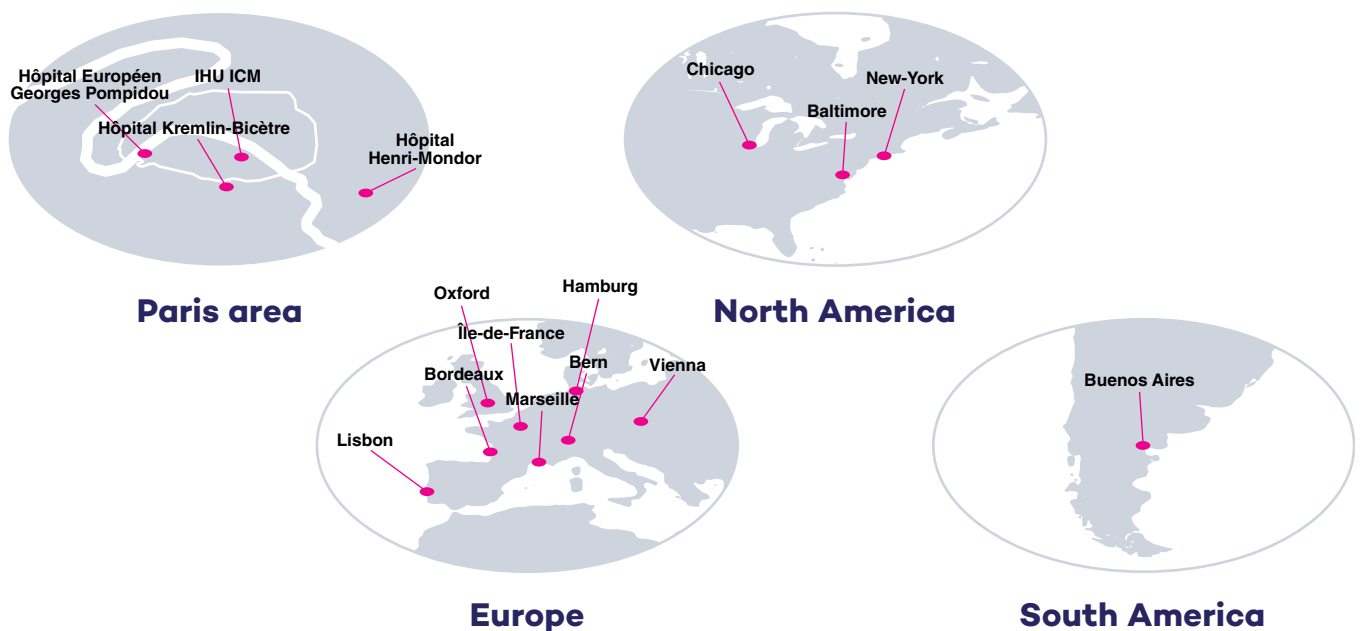 Hôpital Européen
Georges Pompidou
IHU ICM
Hôpital Kremlin-Bicètre
Hôpital
Henri-Mondor
Paris area
Chicago
New-York
Baltimore
North America
Oxford
Hamburg
Île-de-France
Bordeaux
Bern
Vienna
Marseille
Lisbon
Europe
Buenos Aires
South America